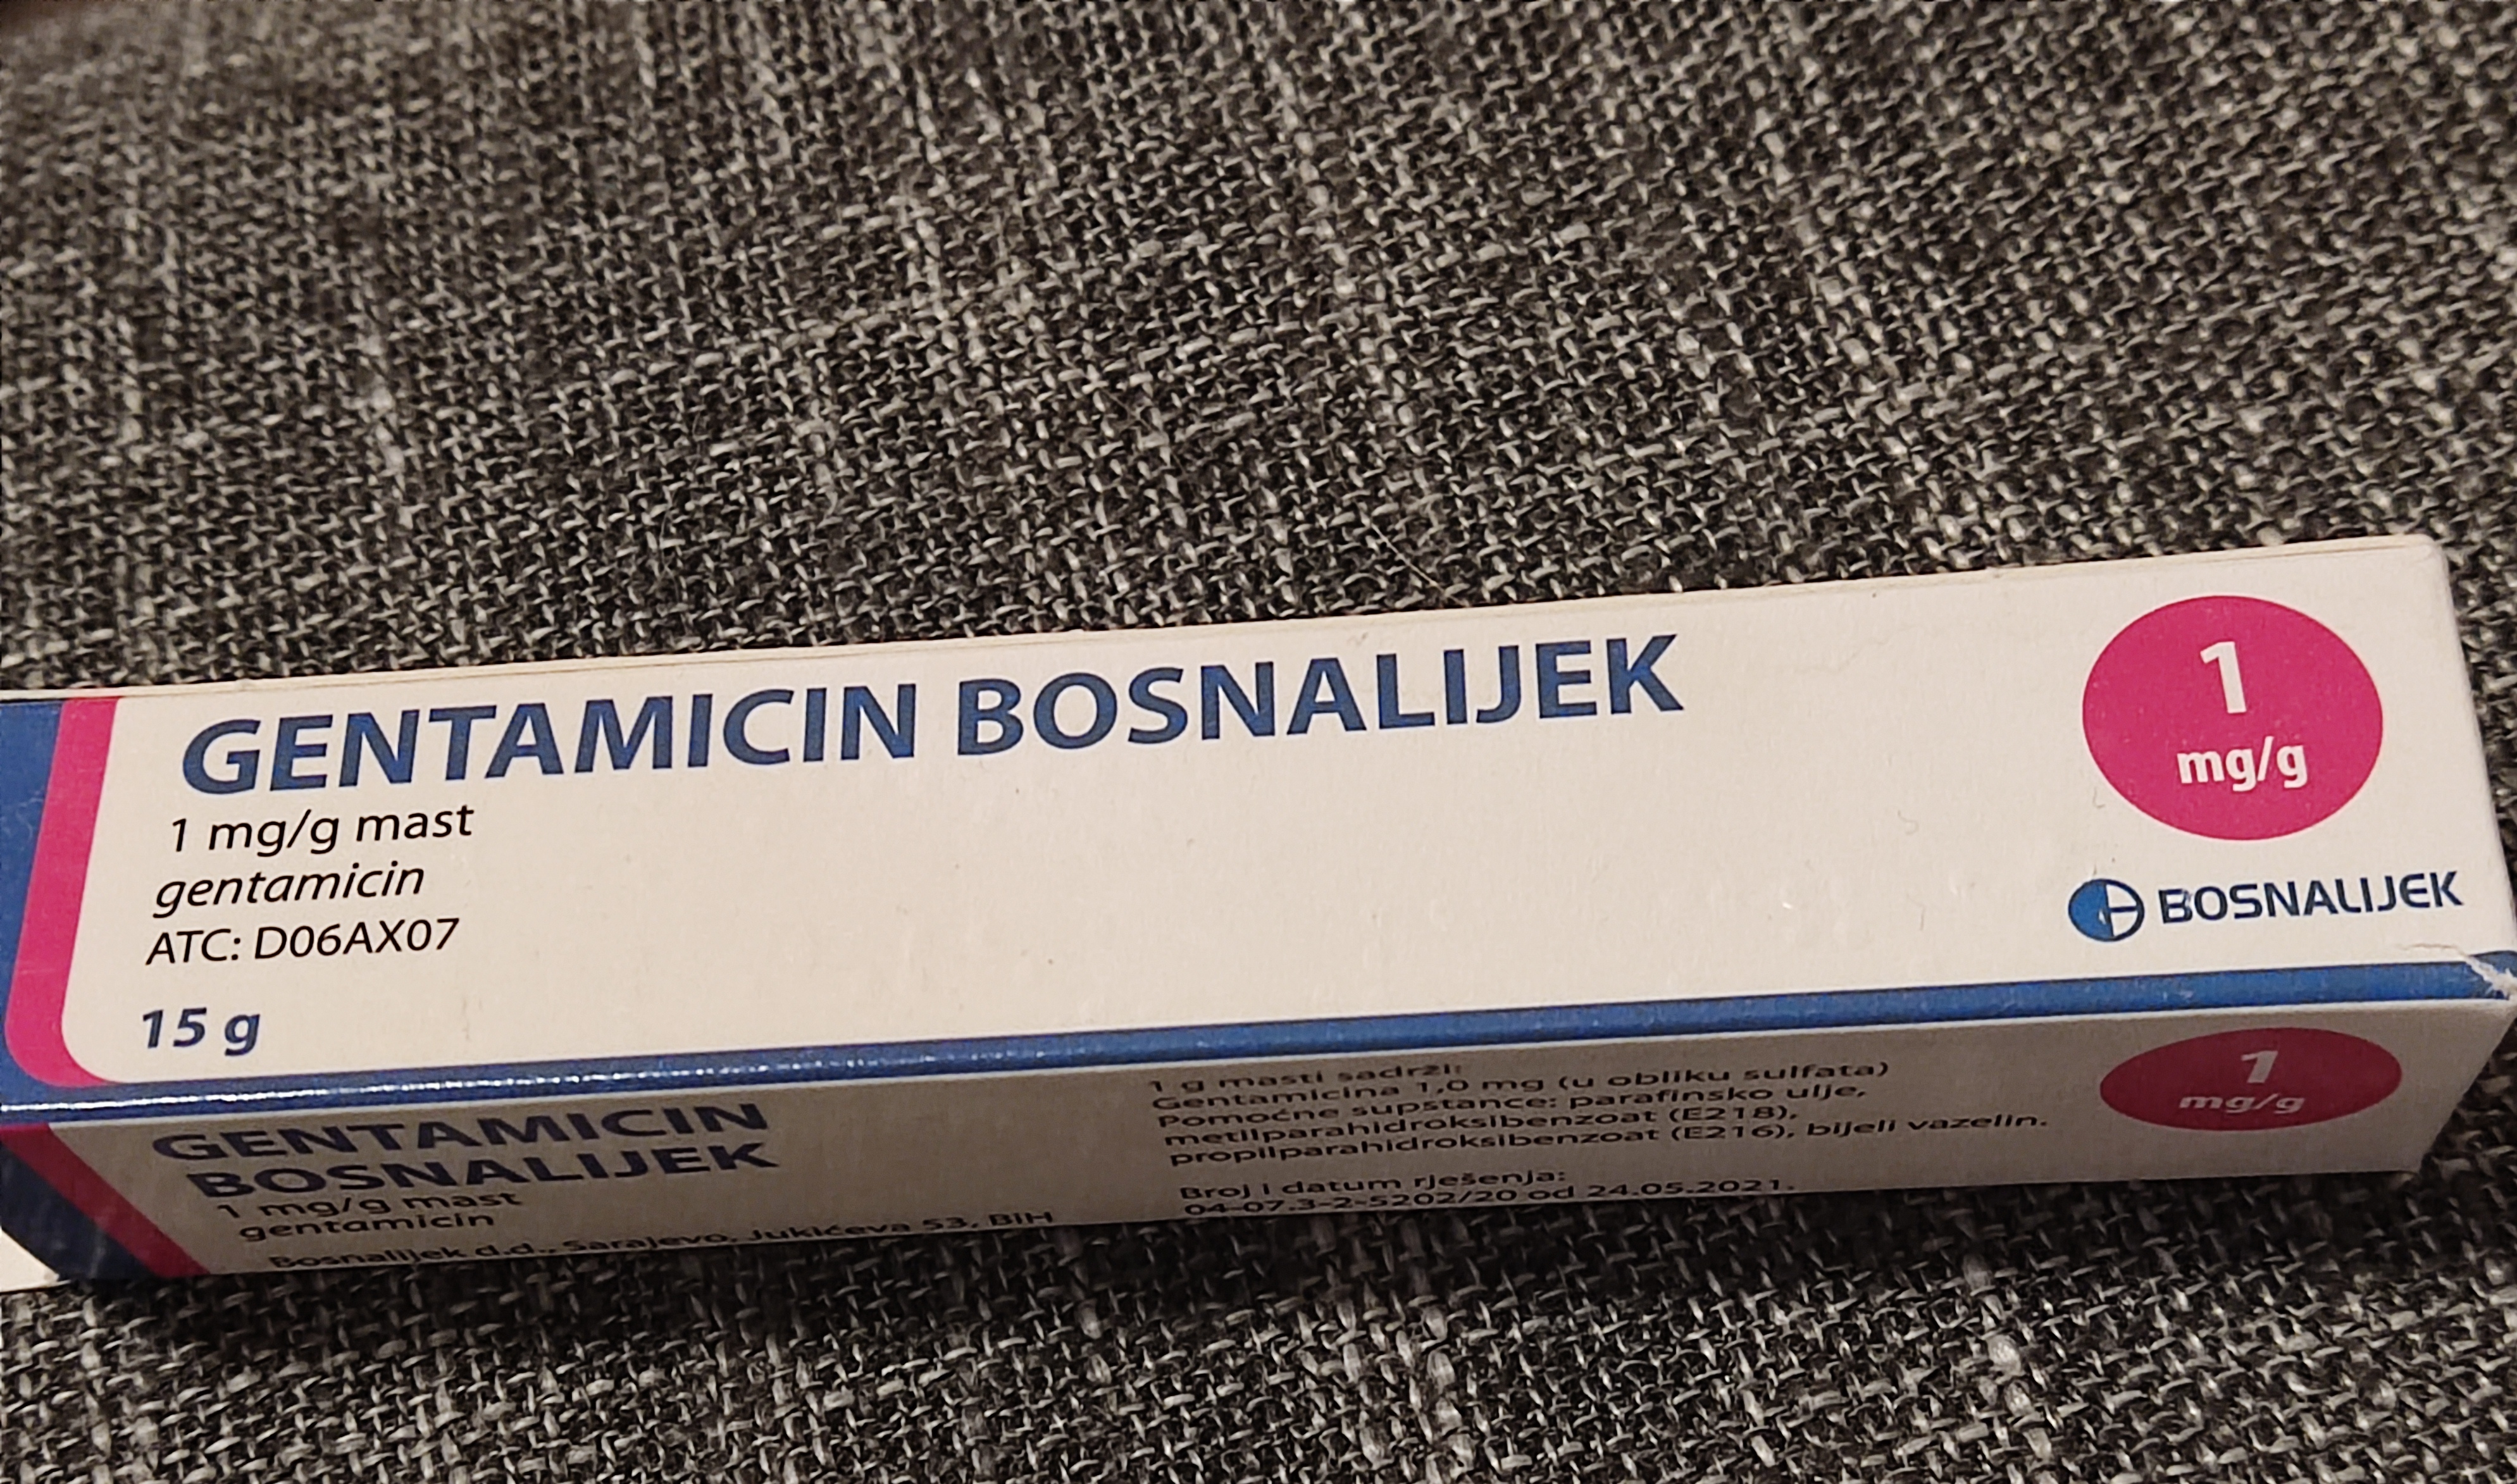 GENTAMICIN BOSNALIJEK
1 mg/g mast
gentamicin
ATC: D06AX07
15 g
1
mg/g
BOSNALIJEK
GENTAMICIN
BOSNALIJEK
1 mg/g mast
gentamicin
Bosnalijek d.d., Sarajevo, Jukićeva 53, BiH
1 g masti sadrži:
Gentamicina 1,0 mg (u obliku sulfata)
Pomoćne supstance: parafinsko ulje,
metilparahidroksibenzoat (E218),
propilparahidroksibenzoat (E216), bijeli vazelin.
Broj i datum rješenja:
04-07.3-2-5202/20 od 24.05.2021.
1
mg/g